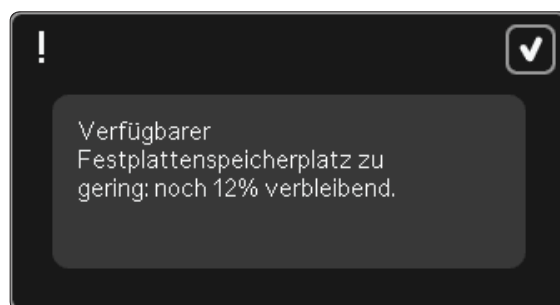 !
Verfügbarer
Festplattenspeicherplatz zu
gering: noch 12% verbleibend.